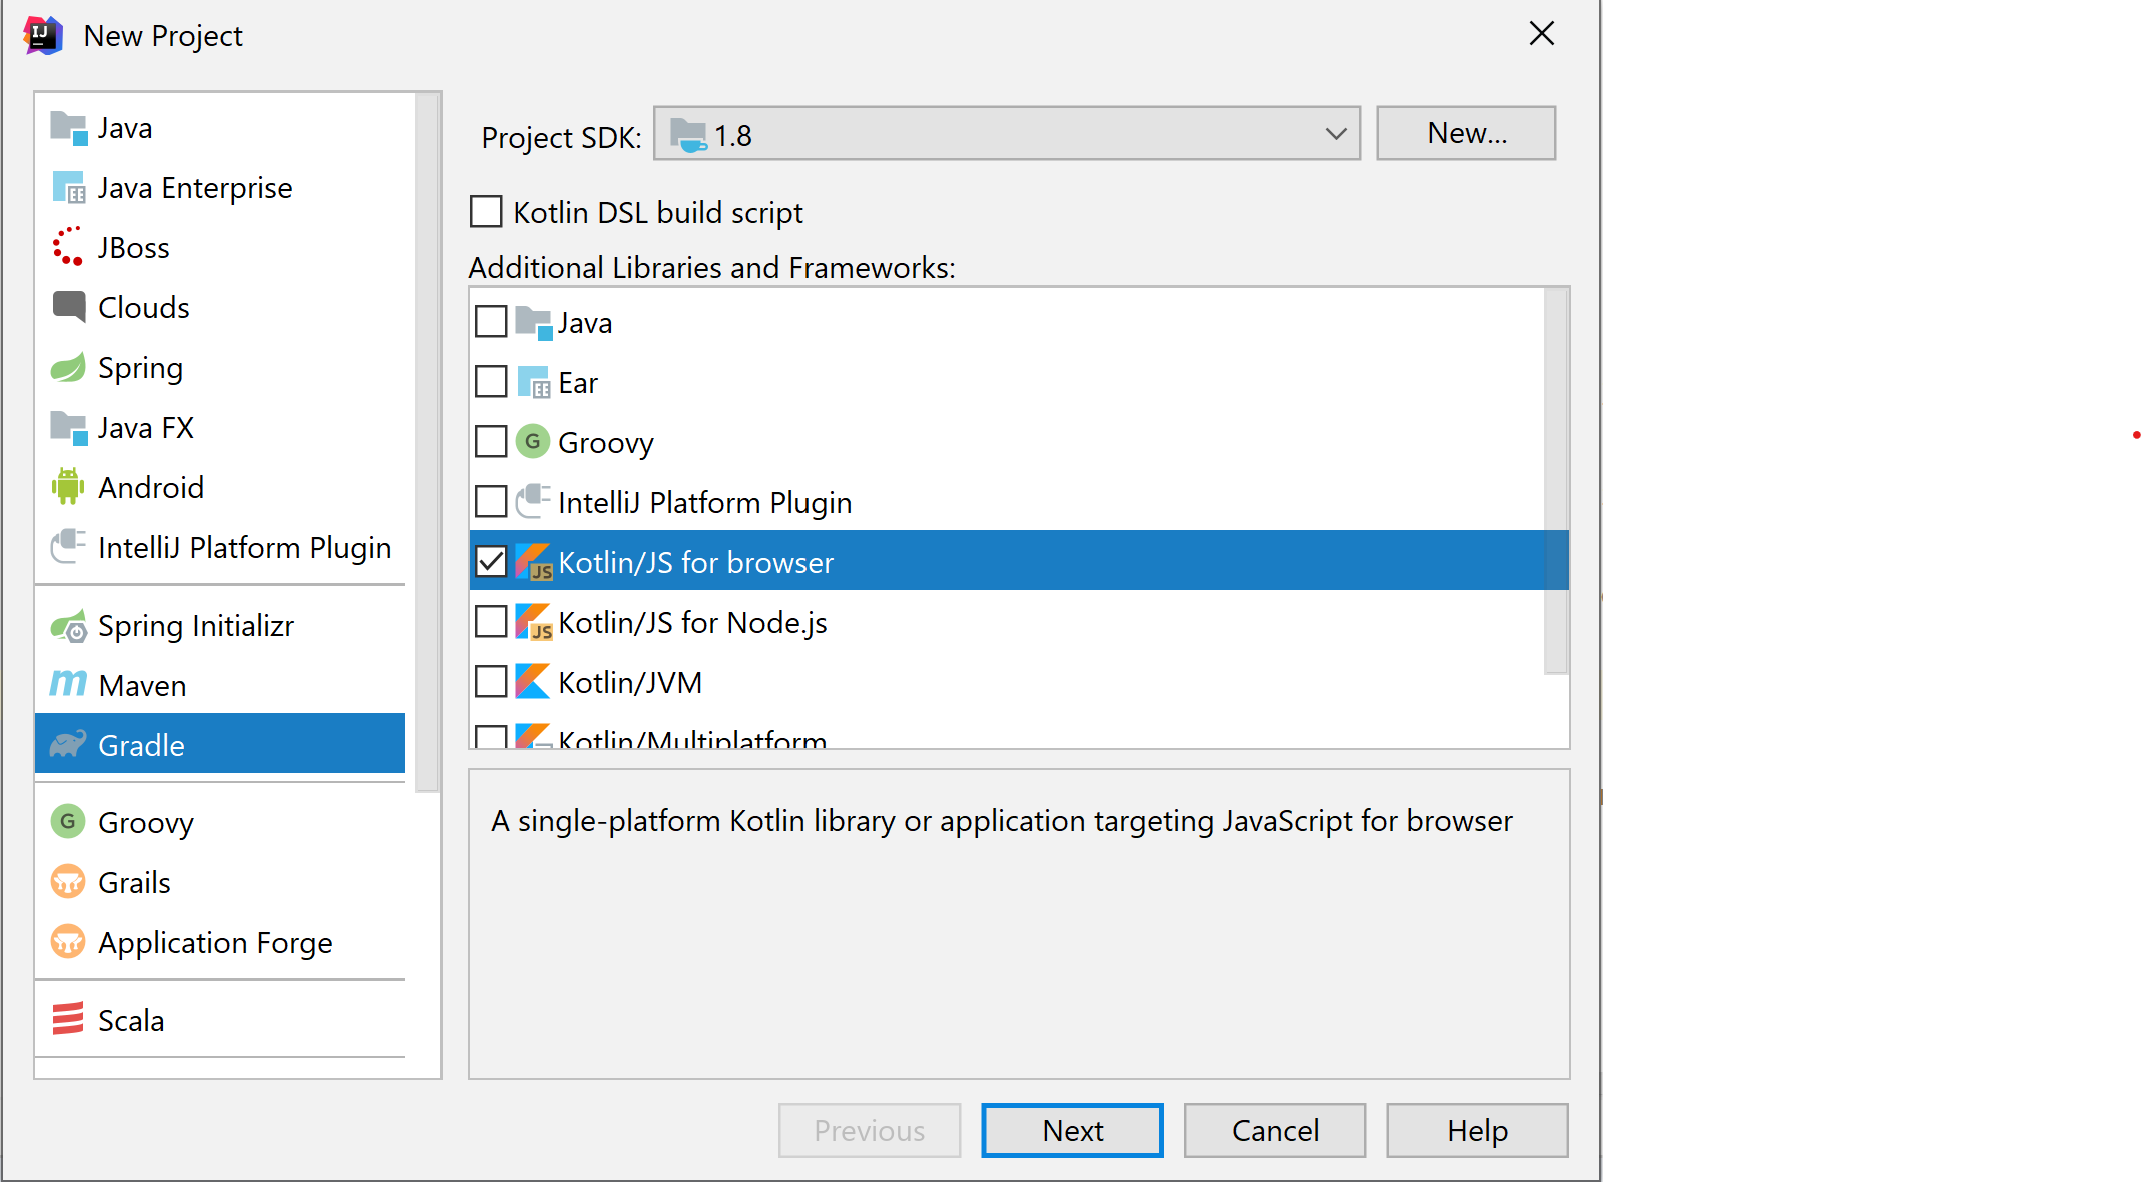 New Project
Java
Java Enterprise
JBoss
Clouds
Spring
Java FX
Android
IntelliJ Platform Plugin
Spring Initializr
Maven
Gradle
Groovy
Grails
Application Forge
Scala
Project SDK: 1.8 New...
Kotlin DSL build script
Additional Libraries and Frameworks:
Java
Ear
Groovy
IntelliJ Platform Plugin
Kotlin/JS for browser
Kotlin/JS for Node.js
Kotlin/JVM
Kotlin/Multiplatform
A single-platform Kotlin library or application targeting JavaScript for browser
Previous Next Cancel Help